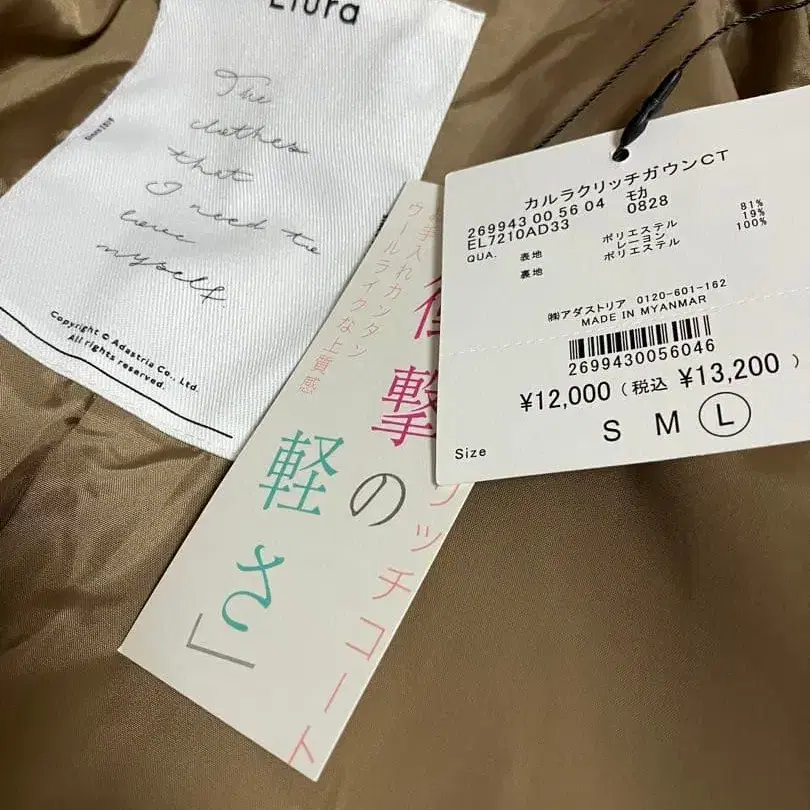 Elura
The
clothes
that
I need to
love
myself.
Since 1919
Copyright © Adastria Co., Ltd.
All rights reserved.
お手入れカンタン
ウールライクな上質感
衝撃の
軽さ」
リッチコート
カルラクリッチガウンCT
269943 00 56 04 モカ
EL7210AD33 0828
QUA. 表地 ポリエステル 81%
レーヨン 19%
裏地 ポリエステル 100%
㈱アダストリア 0120-601-162
MADE IN MYANMAR
2699430056046
¥12,000 ( 税込 ¥13,200 )
Size S M L